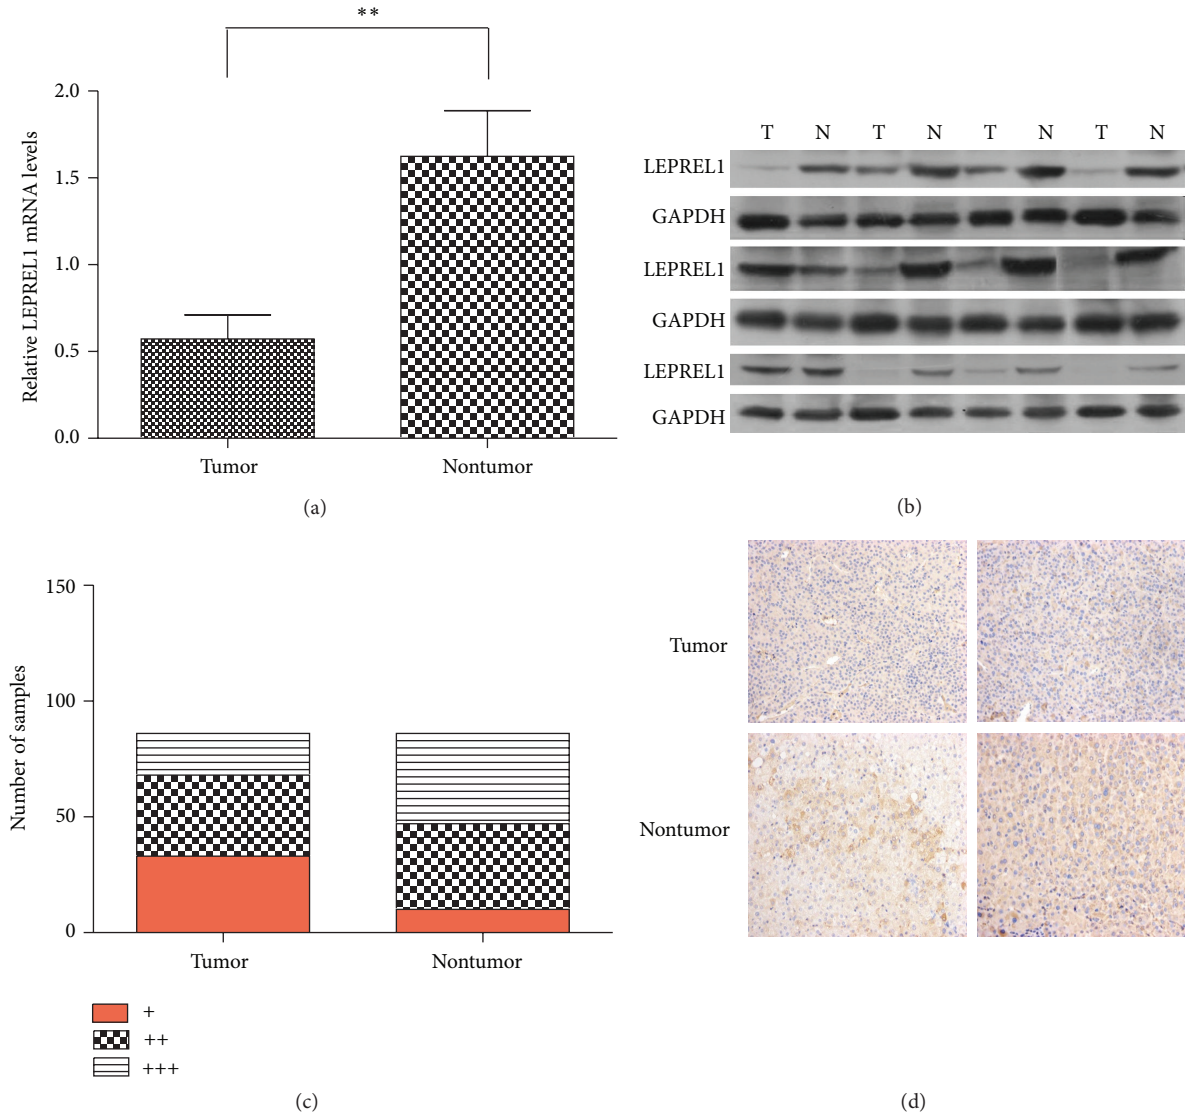 **
Relative LEPREL1 mRNA levels
2.0
1.5
1.0
0.5
0.0
Tumor Nontumor
(a)
T N T N T N T N
LEPREL1
GAPDH
LEPREL1
GAPDH
LEPREL1
GAPDH
(b)
Number of samples
150
100
50
0
Tumor Nontumor
+
++
+++
(c)
Tumor
Nontumor
(d)